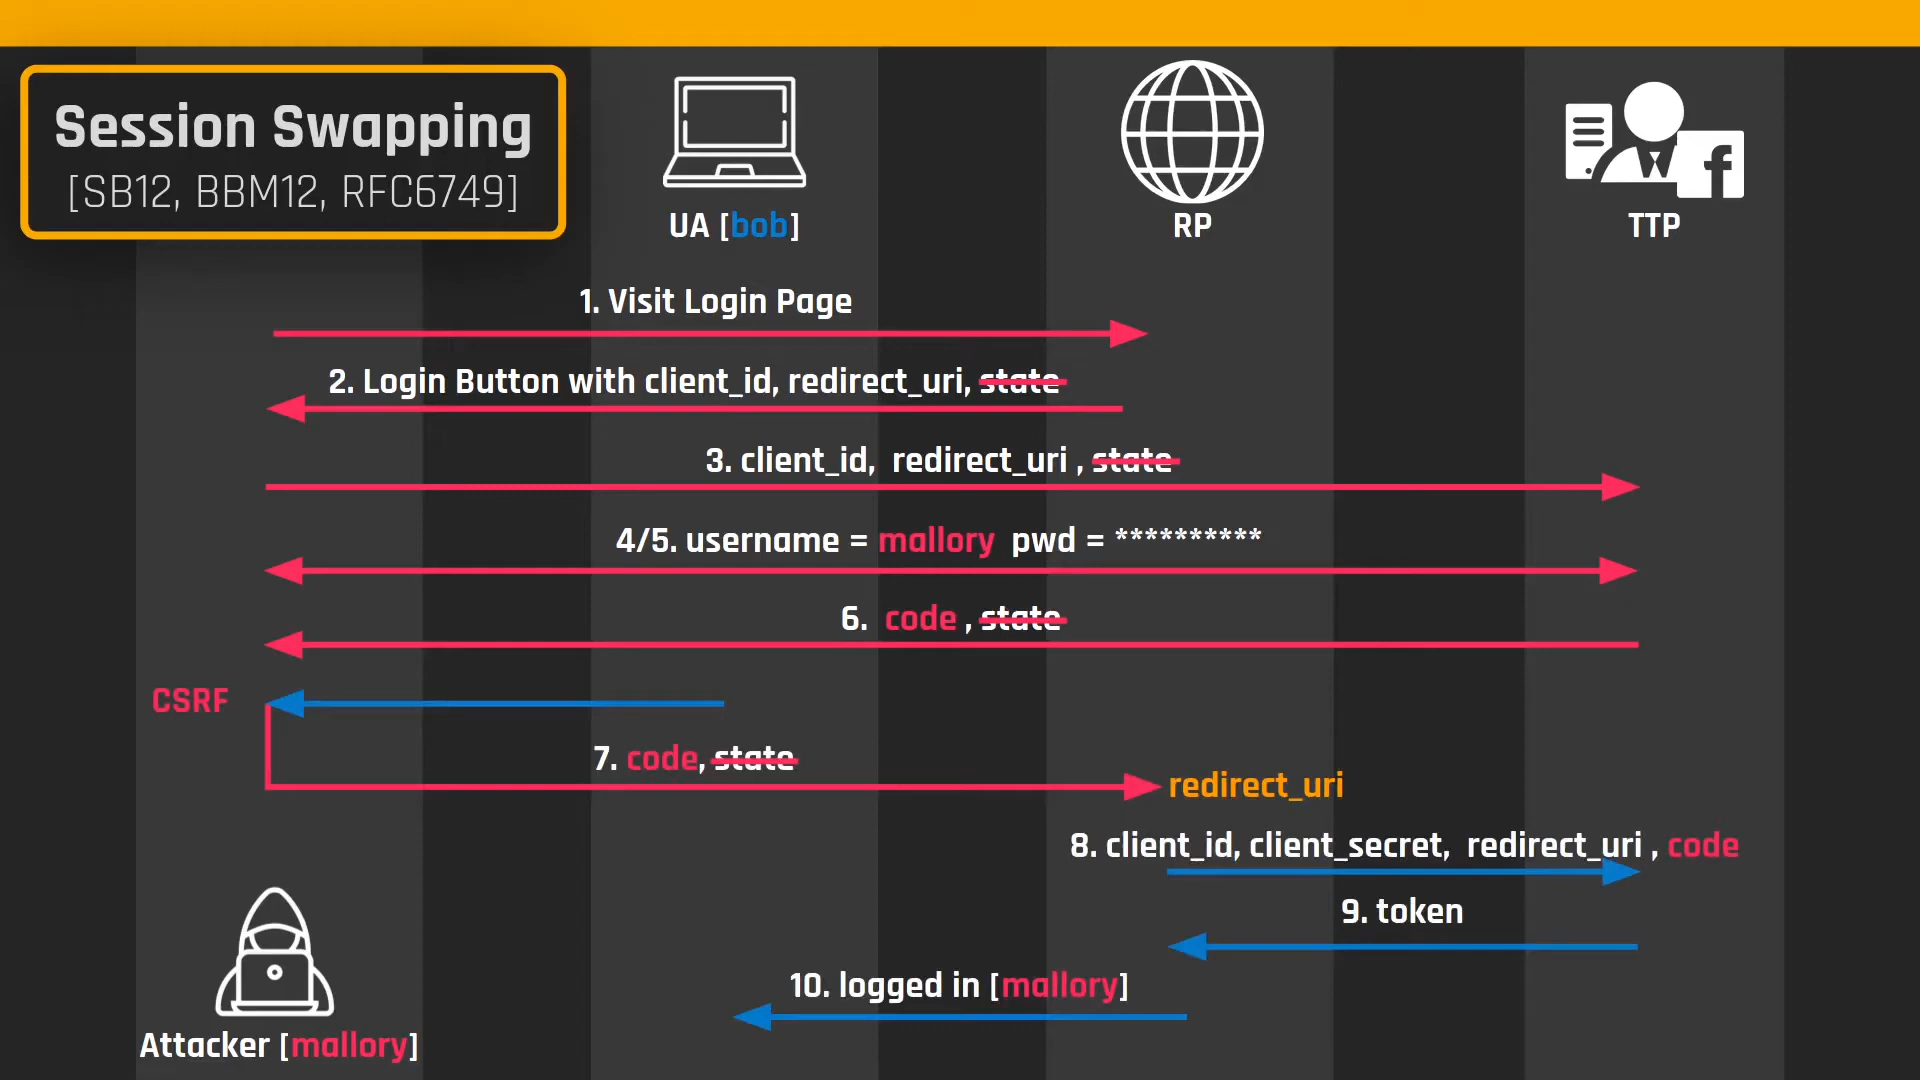 Session Swapping
[SB12, BBM12, RFC6749]
UA [bob]
RP
f
TTP
1. Visit Login Page
2. Login Button with client_id, redirect_uri, state
3. client_id, redirect_uri , state
4/5. username = mallory pwd = **********
6. code , state
CSRF
7. code, state
redirect_uri
8. client_id, client_secret, redirect_uri , code
9. token
10. logged in [mallory]
Attacker [mallory]